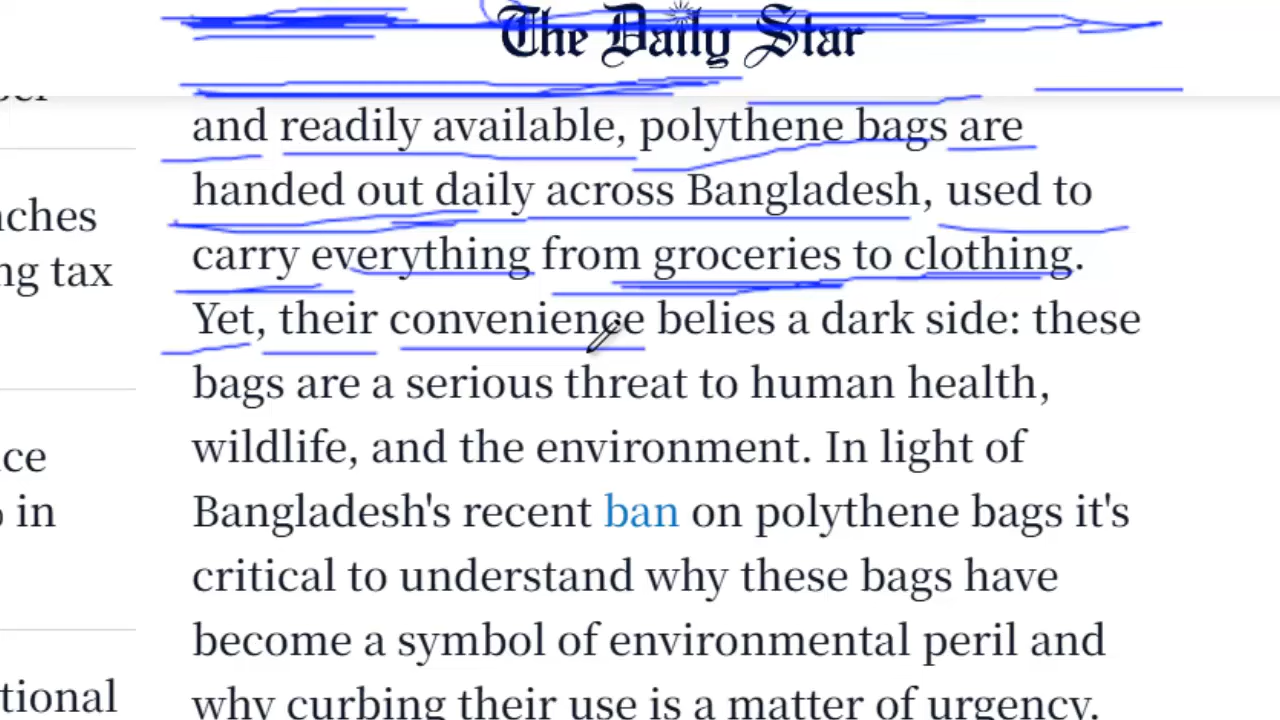 The Daily Star
and readily available, polythene bags are
handed out daily across Bangladesh, used to
carry everything from groceries to clothing.
Yet, their convenience belies a dark side: these
bags are a serious threat to human health,
wildlife, and the environment. In light of
Bangladesh's recent ban on polythene bags it's
critical to understand why these bags have
become a symbol of environmental peril and
why curbing their use is a matter of urgency.
nches
ng tax
ce
in
tional